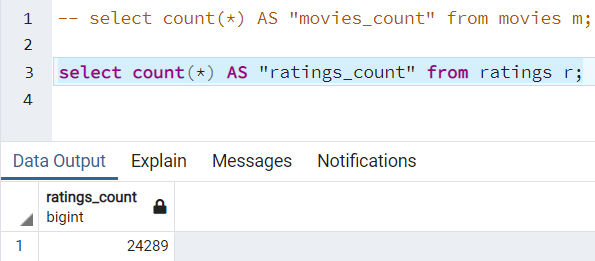 1 -- select count(*) AS "movies_count" from movies m;
2
3 select count(*) AS "ratings_count" from ratings r;
4
Data Output Explain Messages Notifications
ratings_count
bigint
1 24289